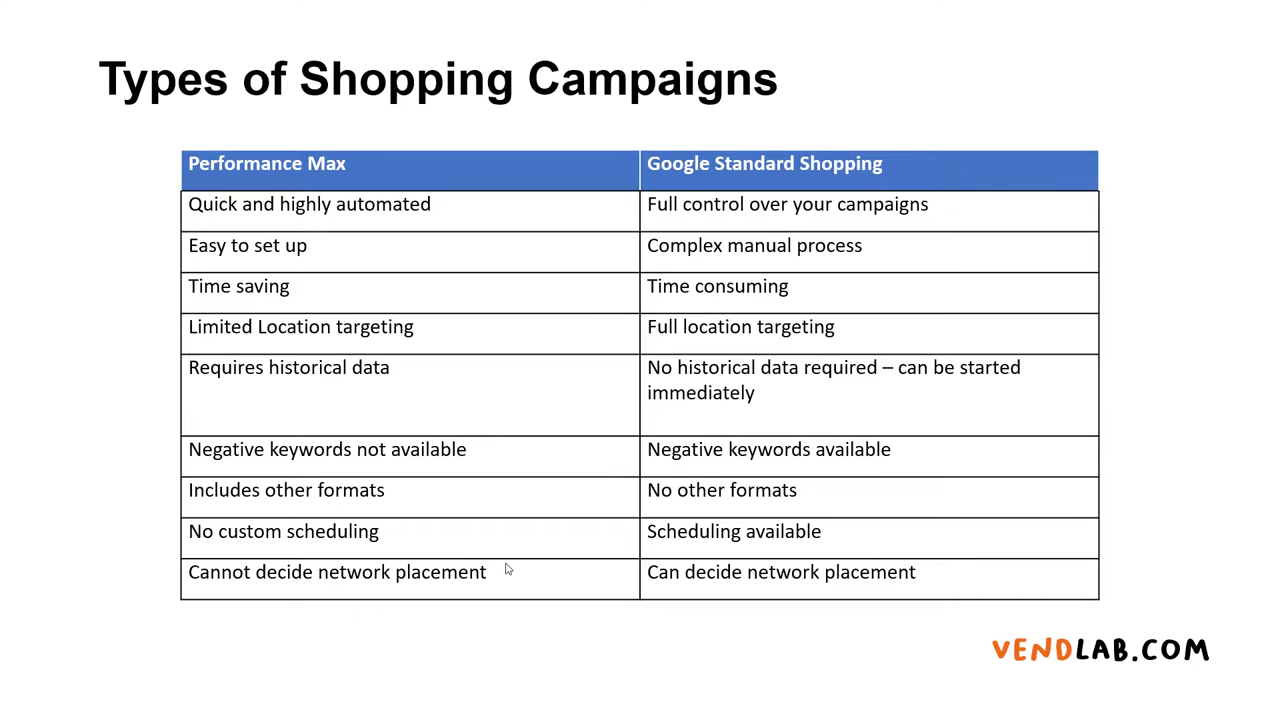 Types of Shopping Campaigns
Performance Max
Google Standard Shopping
Quick and highly automated
Full control over your campaigns
Easy to set up
Complex manual process
Time saving
Time consuming
Limited Location targeting
Full location targeting
Requires historical data
No historical data required – can be started
immediately
Negative keywords not available
Negative keywords available
Includes other formats
No other formats
No custom scheduling
Scheduling available
Cannot decide network placement
Can decide network placement
VENDLAB.COM